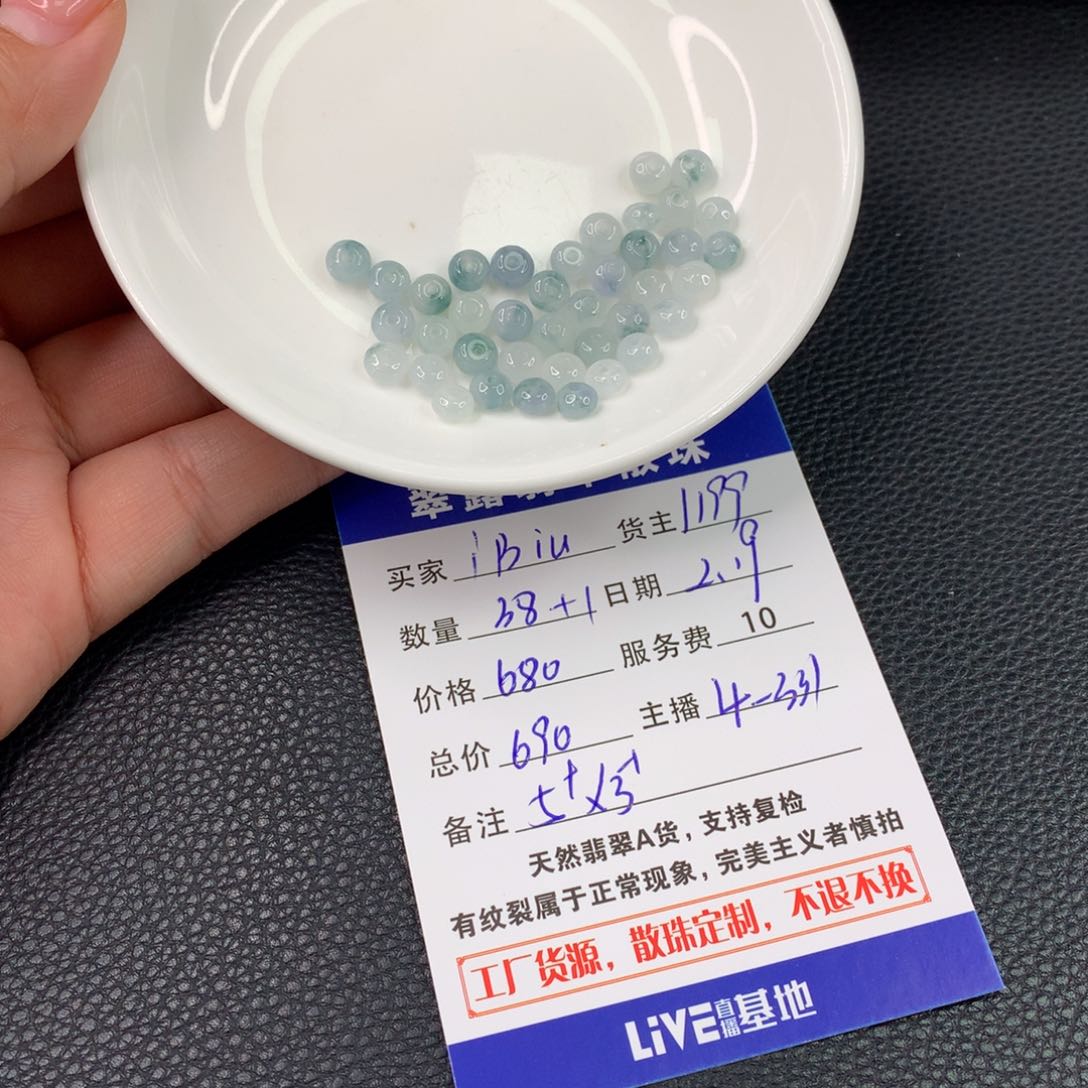 翠露翡翠散珠
买家 iBiu 货主 1199
数量 38+1 日期 2.19
价格 680 服务费 10
总价 690 主播 4-331
备注 5+×5+
天然翡翠A货，支持复检
有纹裂属于正常现象，完美主义者慎拍
工厂货源，散珠定制，不退不换
LiVE直播基地